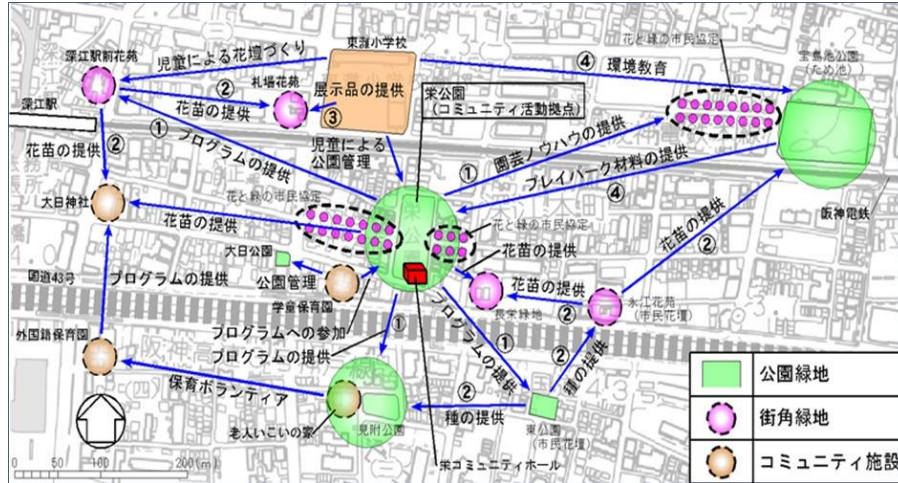 深江駅前花苑
児童による花壇づくり
東灘小学校
花と緑の市民協定
宝島池公園
(ため池)
④
環境教育
②
札場花苑
展示品の提供
花苗の提供
③
栄公園
(コミュニティ活動拠点)
深江駅
①
プログラムの提供
児童による
公園管理
①
園芸ノウハウの提供
花苗の提供
②
プレイパーク材料の提供
④
花と緑の市民協定
大日神社
花苗の提供
花と緑の市民協定
花苗の提供
②
阪神電鉄
大日公園
公園管理
花苗の提供
花苗の提供
国道43号
プログラムの提供
学童保育園
長栄緑地
②
永江花苑
(市民花壇)
外国籍保育園
プログラムへの参加
プログラムの提供
①
プログラムの提供
①
②
種の提供
保育ボランティア
②
種の提供
老人いこいの家
見附公園
東公園
(市民花壇)
栄コミュニティホール
0 50 100 200(m)
公園緑地
街角緑地
コミュニティ施設